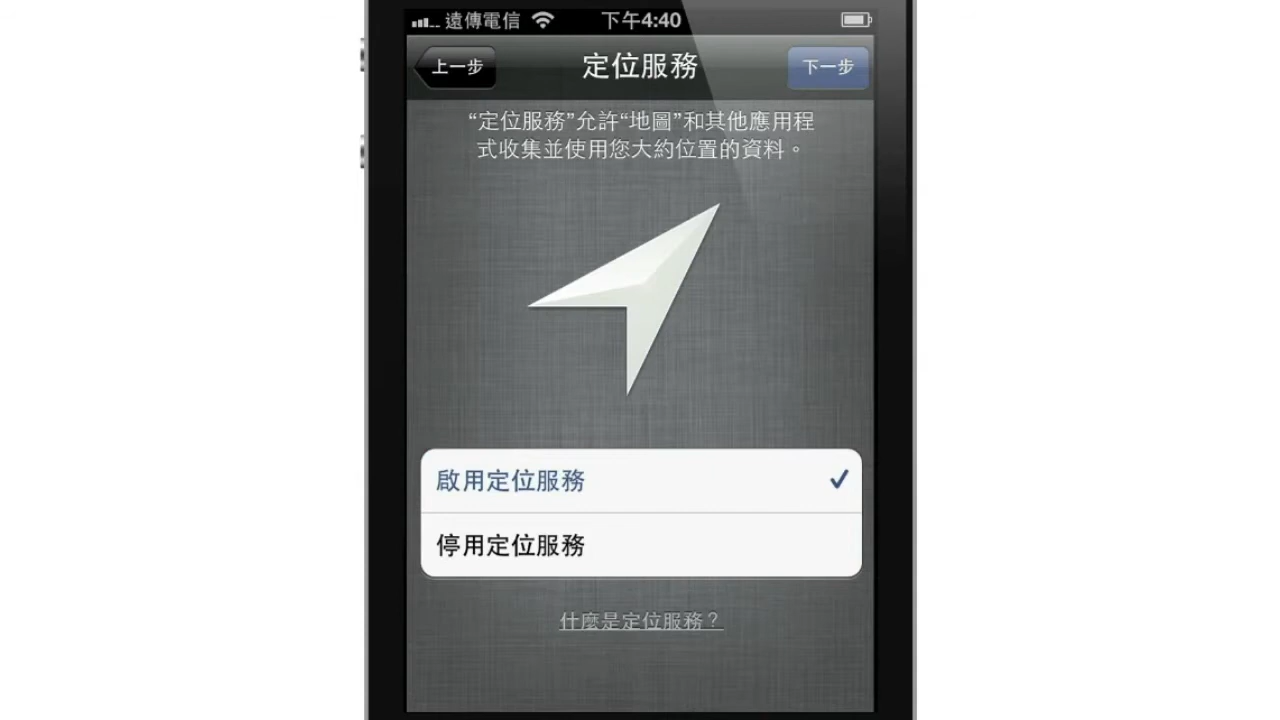 遠傳電信 下午4:40
上一步 定位服務 下一步
“定位服務”允許“地圖”和其他應用程
式收集並使用您大約位置的資料。
啟用定位服務
停用定位服務
什麼是定位服務？